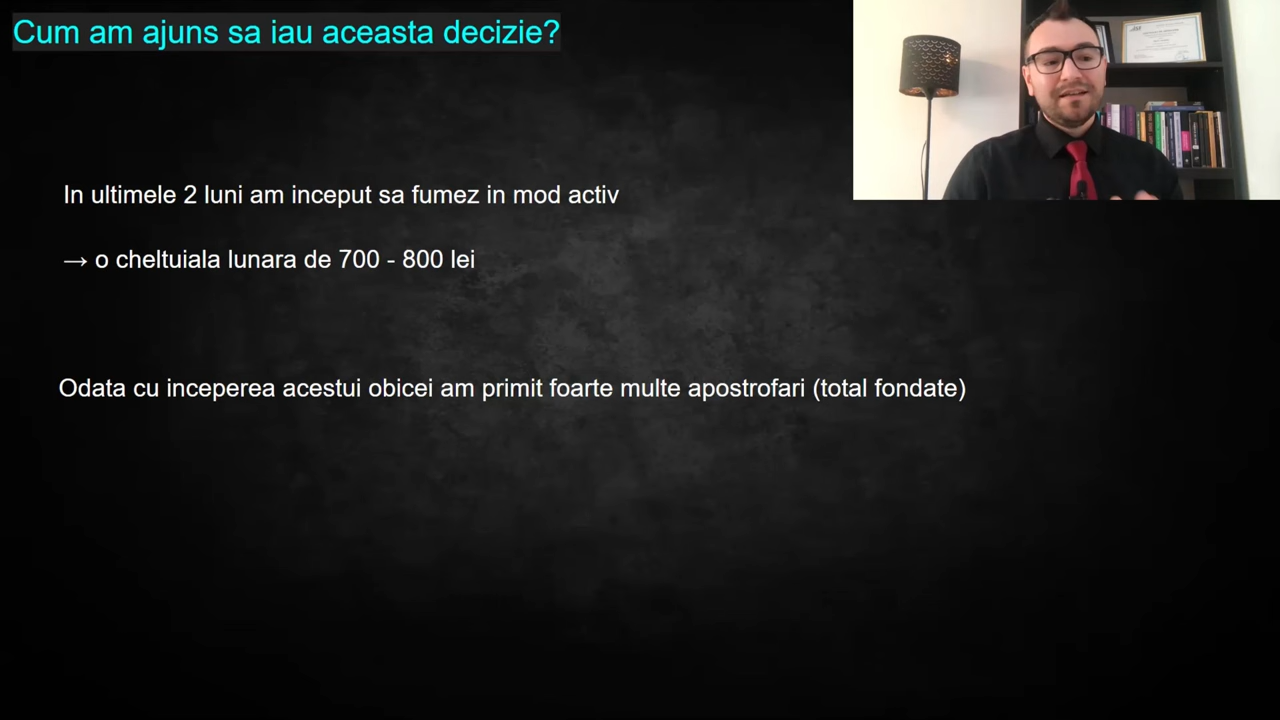 Cum am ajuns sa iau aceasta decizie?
In ultimele 2 luni am inceput sa fumez in mod activ
→ o cheltuiala lunara de 700 - 800 lei
Odata cu inceperea acestui obicei am primit foarte multe apostrofari (total fondate)